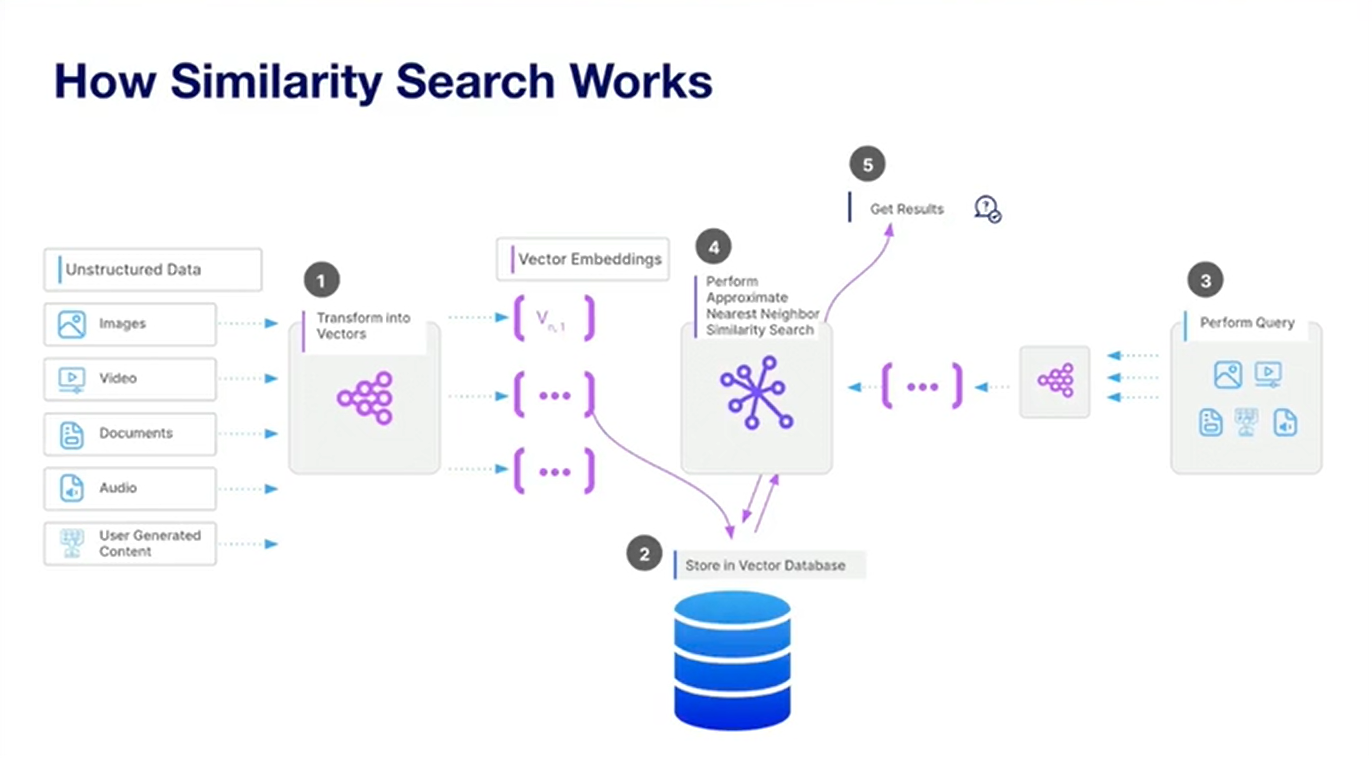 How Similarity Search Works
5
Get Results
?
4
Perform
Approximate
Nearest Neighbor
Similarity Search
Vector Embeddings
Unstructured Data
1
Transform into
Vectors
3
Perform Query
Images
Video
Documents
Audio
User Generated
Content
Vn, 1
...
...
...
2
Store in Vector Database